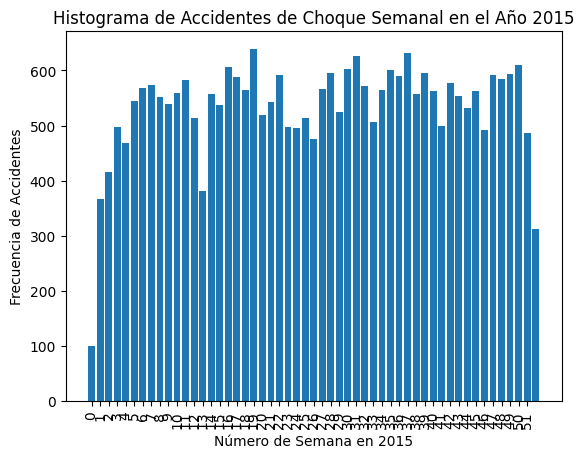 Histograma de Accidentes de Choque Semanal en el Año 2015
Frecuencia de Accidentes
600
500
400
300
200
100
0
0 1 2 3 4 5 6 7 8 9 10 11 12 13 14 15 16 17 18 19 20 21 22 23 24 25 26 27 28 29 30 31 32 33 34 35 36 37 38 39 40 41 42 43 44 45 46 47 48 49 50 51
Número de Semana en 2015